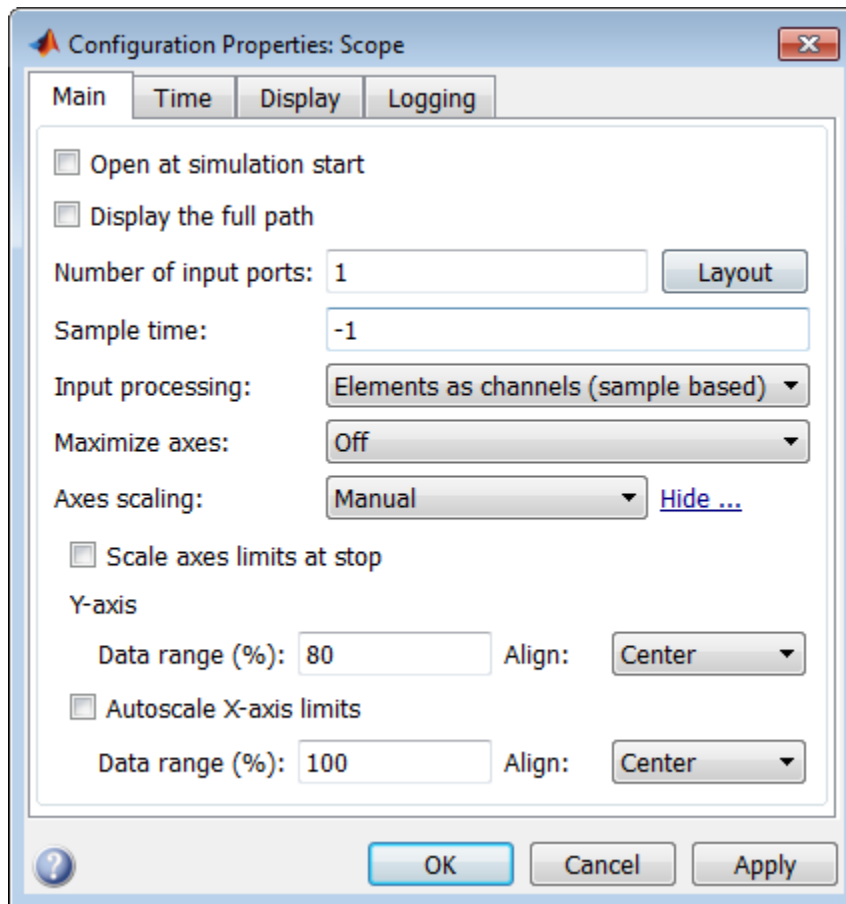 Configuration Properties: Scope
Main Time Display Logging
Open at simulation start
Display the full path
Number of input ports: 1 Layout
Sample time: -1
Input processing: Elements as channels (sample based)
Maximize axes: Off
Axes scaling: Manual Hide ...
Scale axes limits at stop
Y-axis
Data range (%): 80 Align: Center
Autoscale X-axis limits
Data range (%): 100 Align: Center
? OK Cancel Apply